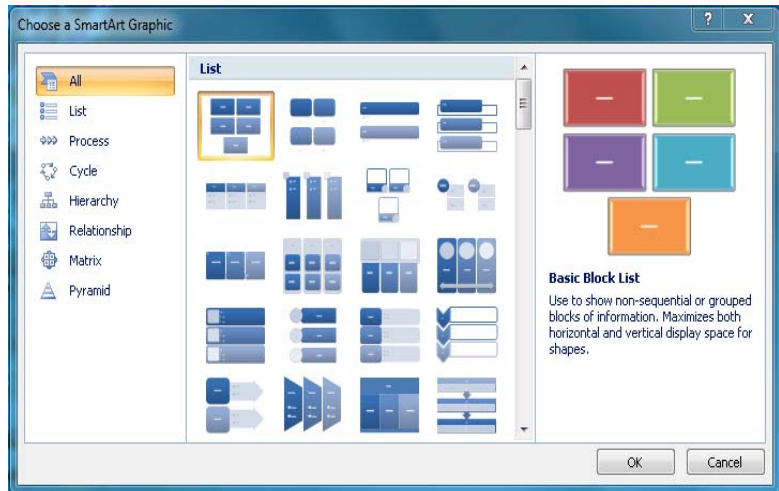 Choose a SmartArt Graphic
All
List
Process
Cycle
Hierarchy
Relationship
Matrix
Pyramid
List
Basic Block List
Use to show non-sequential or grouped
blocks of information. Maximizes both
horizontal and vertical display space for
shapes.
OK
Cancel